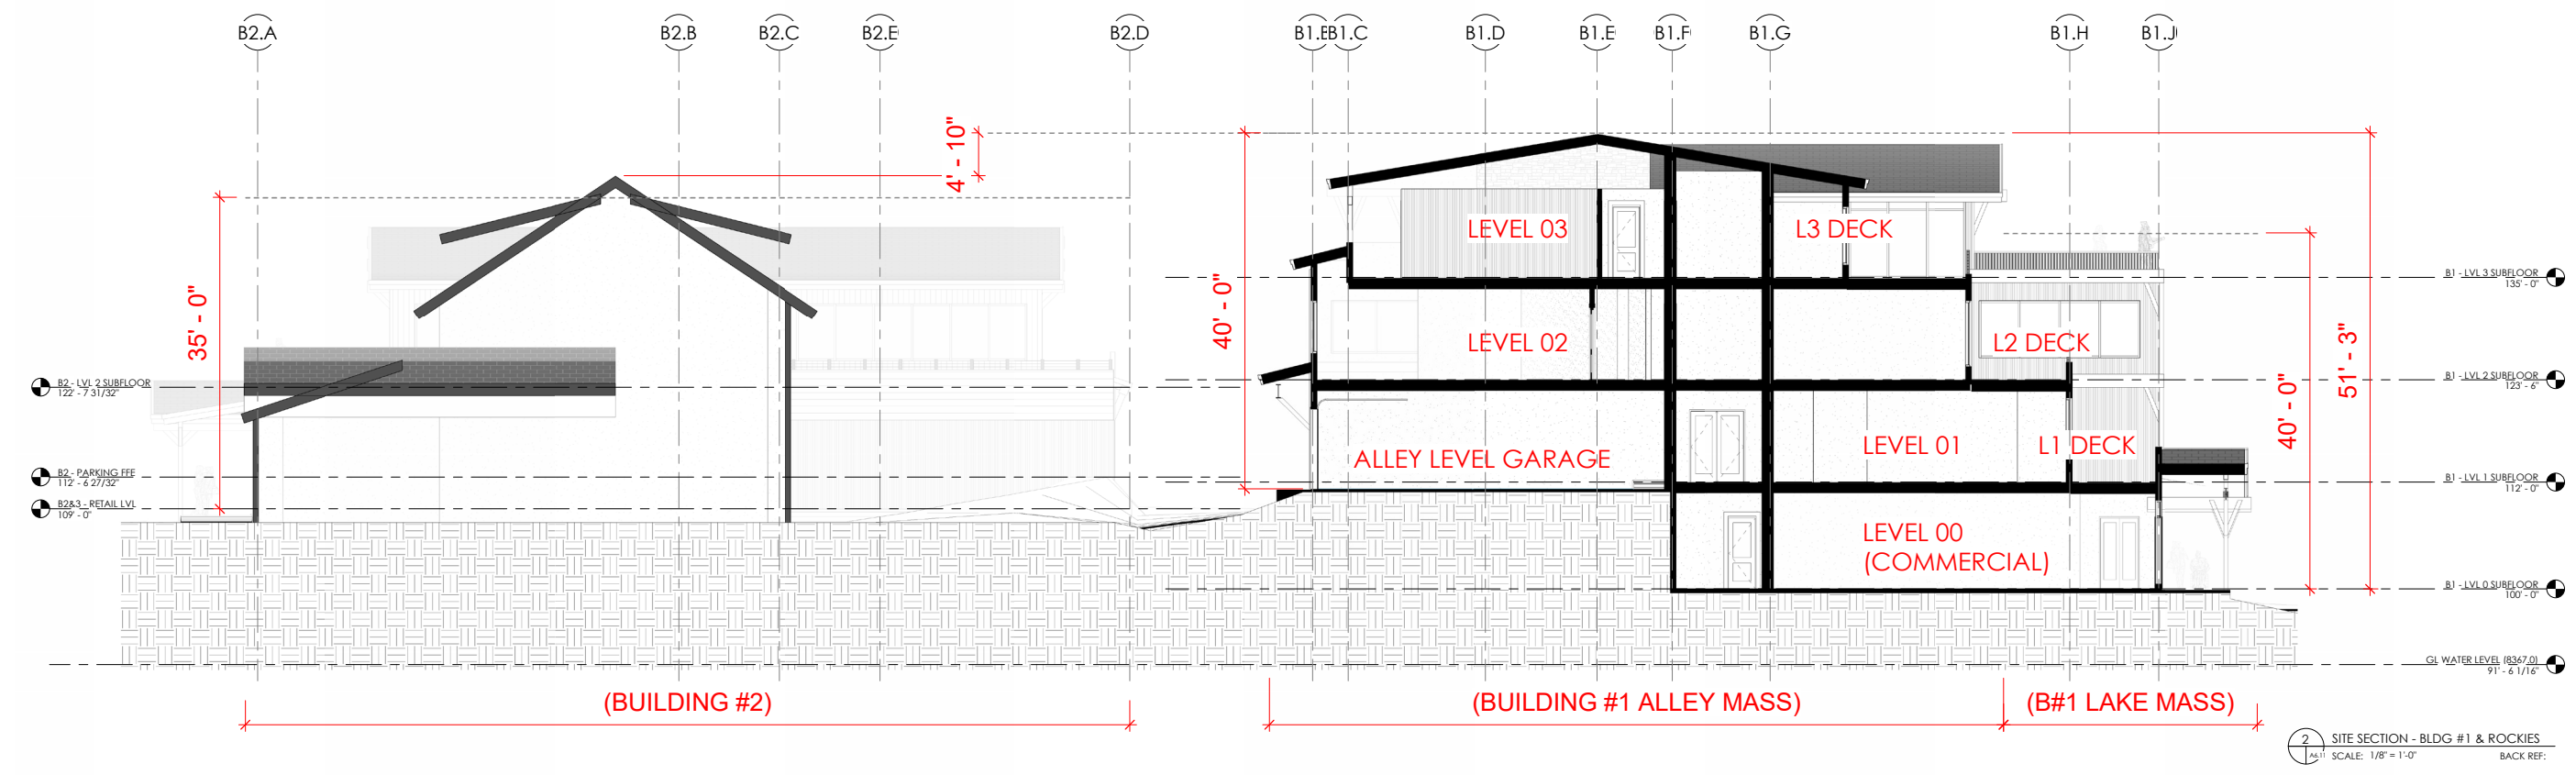 B2.A
B2.B
B2.C
B2.E
B2.D
B1.E
B1.C
B1.D
B1.E
B1.F
B1.G
B1.H
B1.J
4' - 10"
35' - 0"
40' - 0"
LEVEL 03
L3 DECK
LEVEL 02
L2 DECK
ALLEY LEVEL GARAGE
LEVEL 01
L1 DECK
LEVEL 00
(COMMERCIAL)
40' - 0"
51' - 3"
B2 - LVL 2 SUBFLOOR
122' - 7 31/32"
B2 - PARKING FFE
112' - 6 27/32"
B2&3 - RETAIL LVL
109' - 0"
B1 - LVL 3 SUBFLOOR
135' - 0"
B1 - LVL 2 SUBFLOOR
123' - 6"
B1 - LVL 1 SUBFLOOR
112' - 0"
B1 - LVL 0 SUBFLOOR
100' - 0"
GL WATER LEVEL (8367.0)
91' - 6 1/16"
(BUILDING #2)
(BUILDING #1 ALLEY MASS)
(B#1 LAKE MASS)
2
A6.11
SITE SECTION - BLDG #1 & ROCKIES
SCALE: 1/8" = 1'-0"
BACK REF: